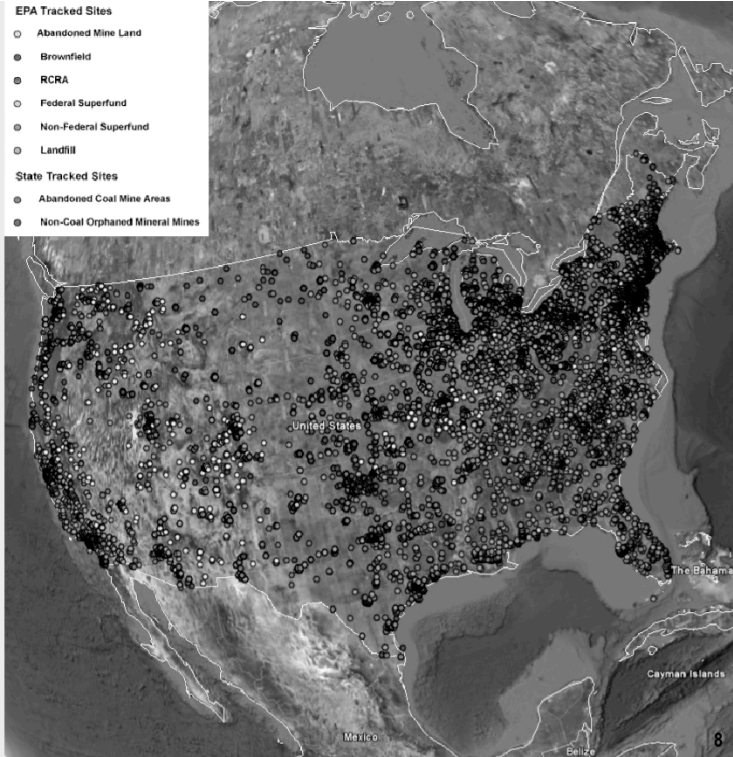 EPA Tracked Sites
Abandoned Mine Land
Brownfield
RCRA
Federal Superfund
Non-Federal Superfund
Landfill
State Tracked Sites
Abandoned Coal Mine Areas
Non-Coal Orphaned Mineral Mines
United States
The Bahama
Cayman Islands
Mexico
Belize
8